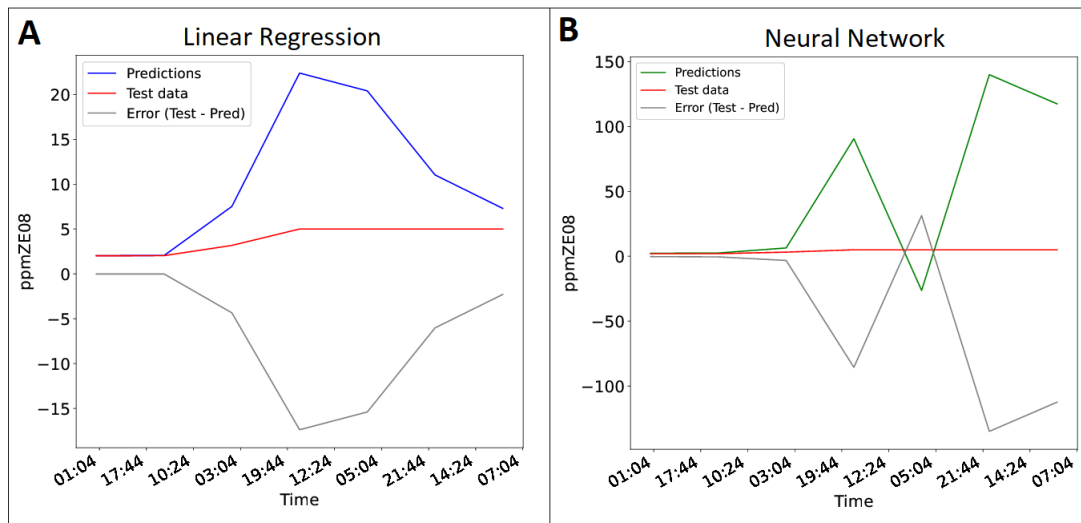 A
Linear Regression
Predictions
Test data
Error (Test - Pred)
20
15
10
5
0
−5
−10
−15
ppmZE08
01:04
17:44
10:24
03:04
19:44
12:24
05:04
21:44
14:24
07:04
Time
B
Neural Network
Predictions
Test data
Error (Test - Pred)
150
100
50
0
−50
−100
ppmZE08
01:04
17:44
10:24
03:04
19:44
12:24
05:04
21:44
14:24
07:04
Time